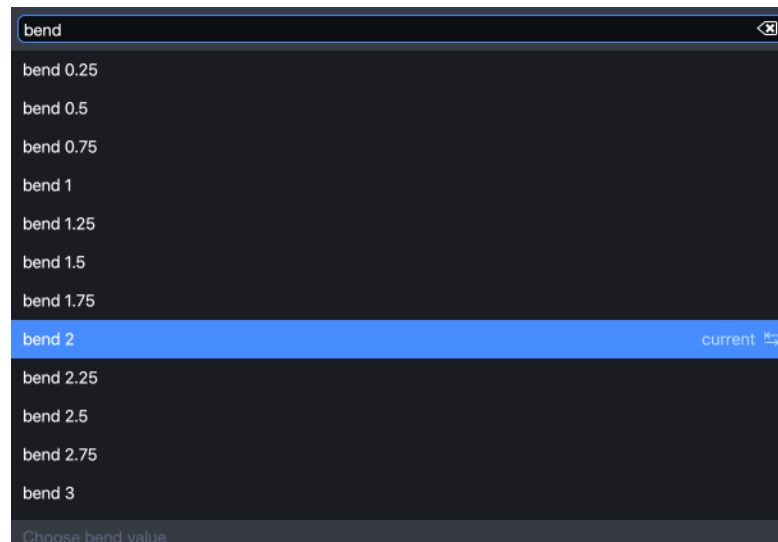 bend
bend 0.25
bend 0.5
bend 0.75
bend 1
bend 1.25
bend 1.5
bend 1.75
bend 2 current
bend 2.25
bend 2.5
bend 2.75
bend 3
Choose bend value